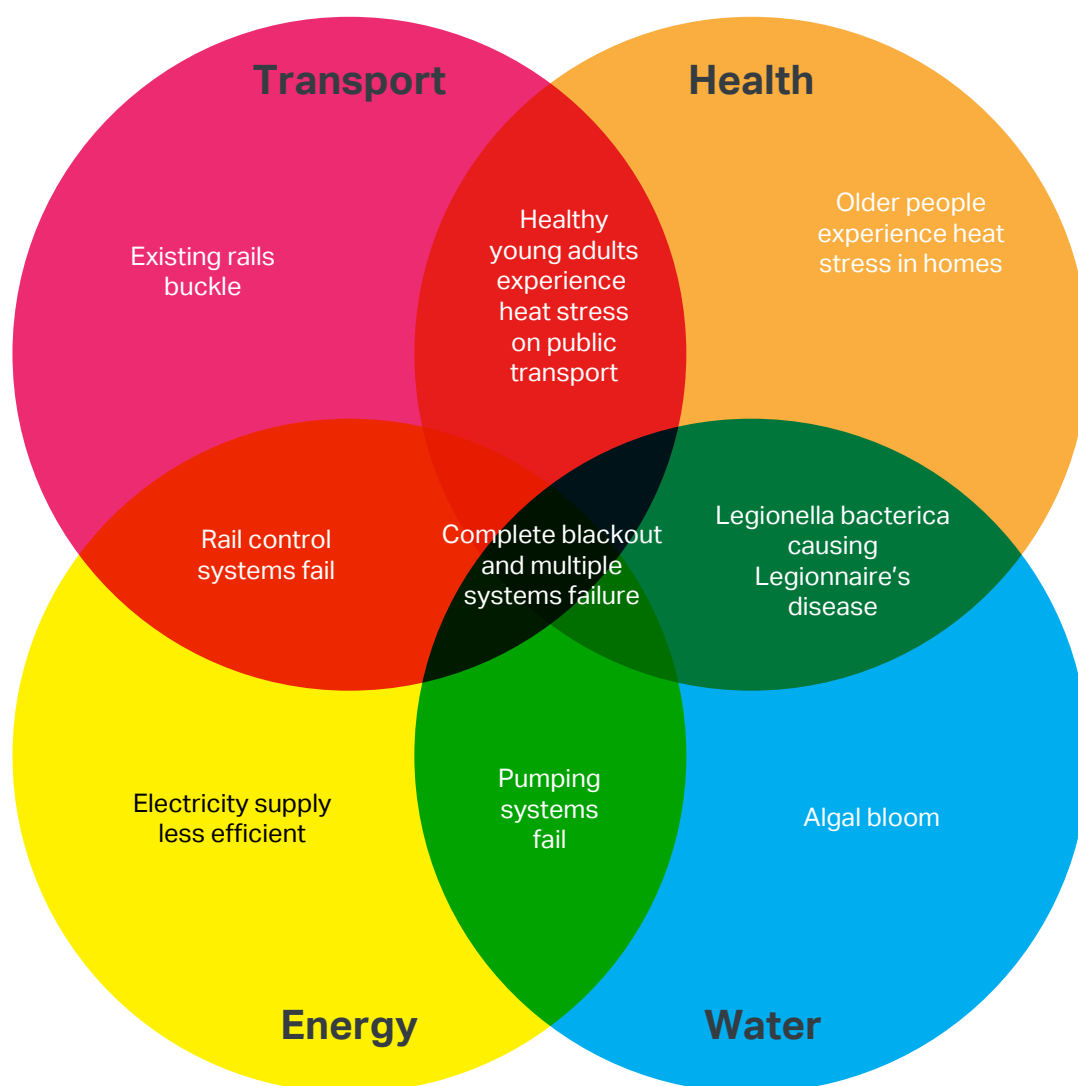 Transport
Health
Existing rails
buckle
Healthy
young adults
experience
heat stress
on public
transport
Older people
experience heat
stress in homes
Rail control
systems fail
Complete blackout
and multiple
systems failure
Legionella bacterica
causing
Legionnaire's
disease
Electricity supply
less efficient
Pumping
systems
fail
Algal bloom
Energy
Water